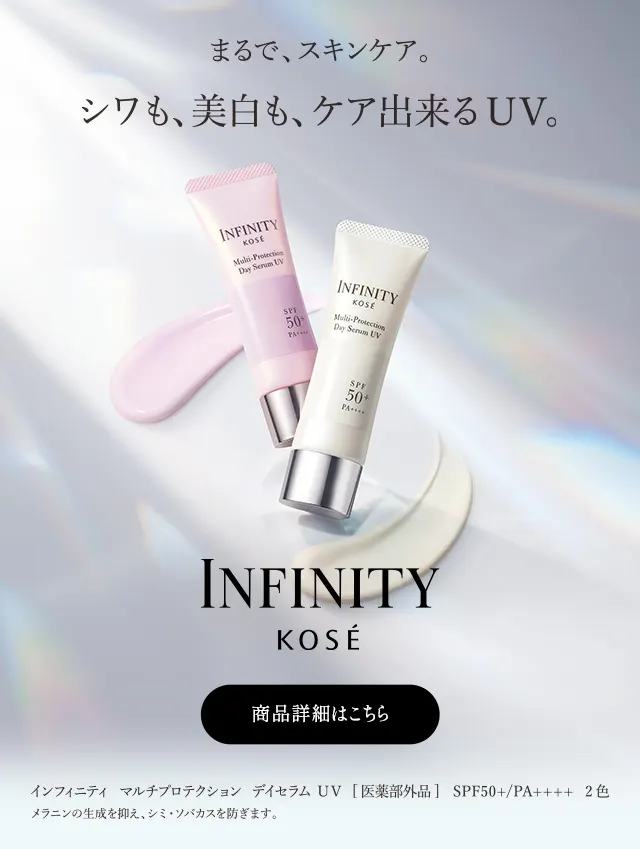 まるで、スキンケア。
シワも、美白も、ケア出来るUV。
INFINITY
KOSÉ
Multi-Protection
Day Serum UV
SPF
50+
PA++++
INFINITY
KOSÉ
Multi-Protection
Day Serum UV
SPF
50+
PA++++
INFINITY
KOSÉ
商品詳細はこちら
インフィニティ マルチプロテクション デイセラム UV [医薬部外品] SPF50+/PA++++ 2色
メラニンの生成を抑え、シミ・ソバカスを防ぎます。